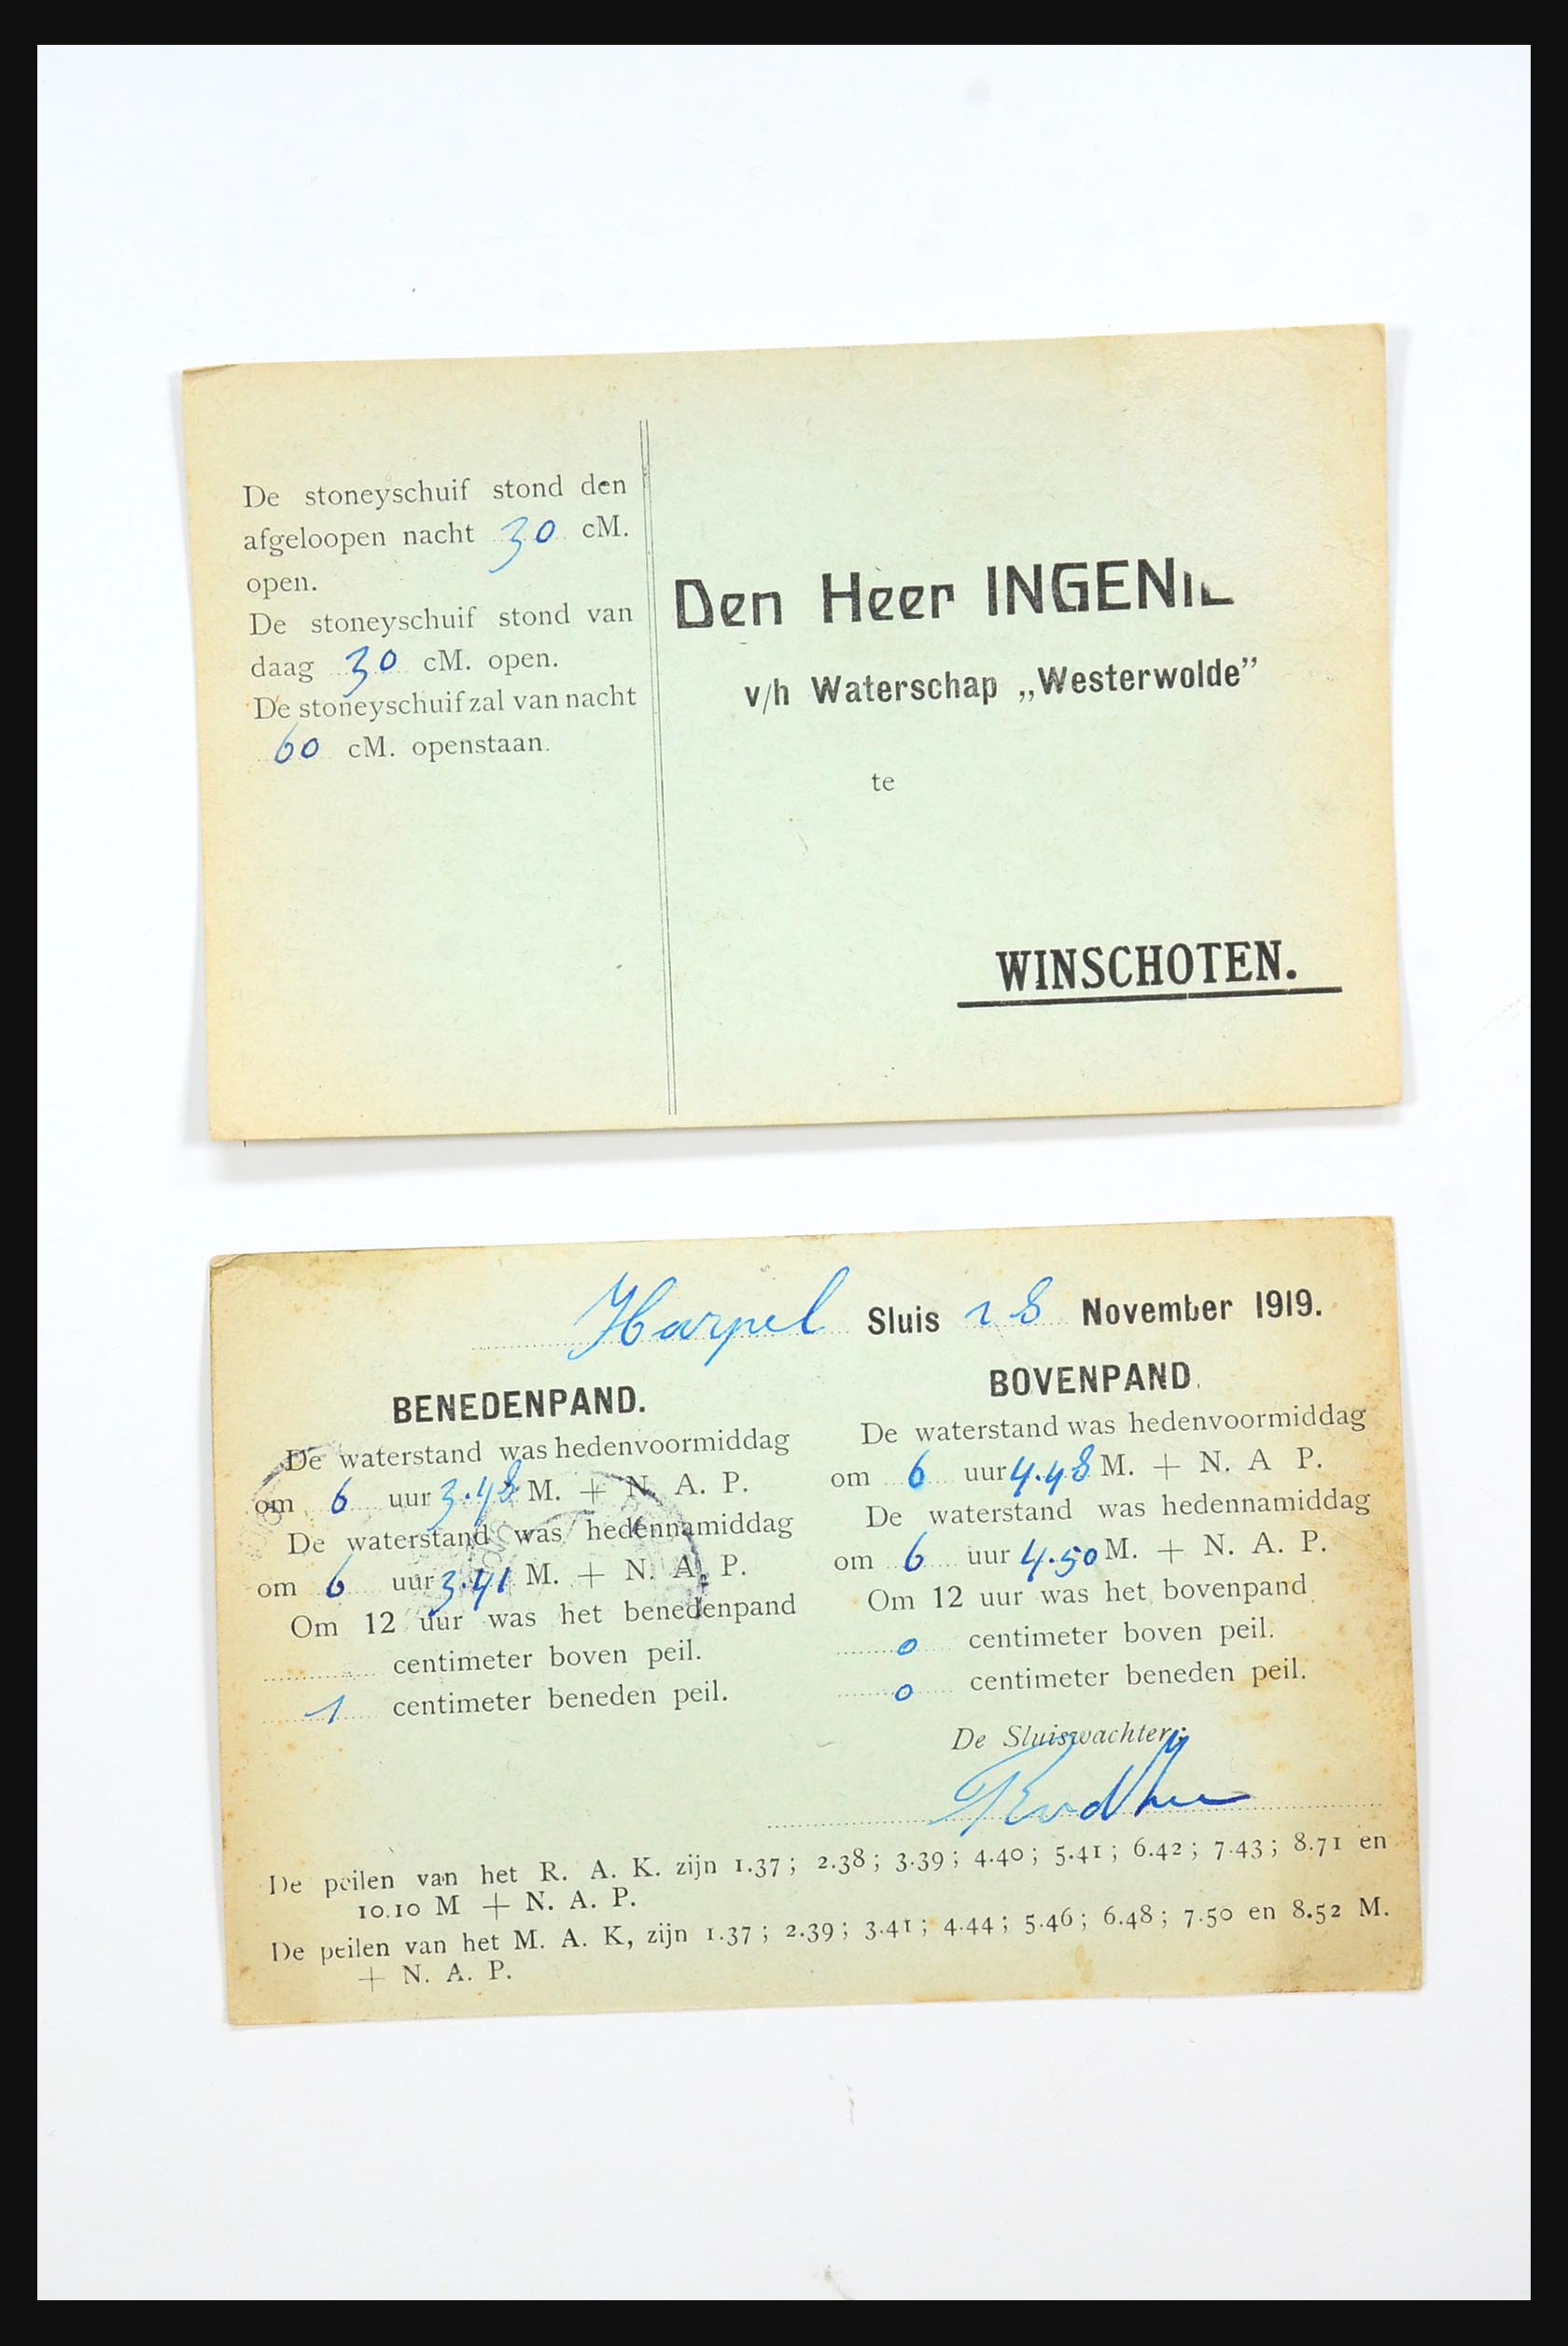 De stoneyschuif stond den
afgeloopen nacht 30 cM.
open.
De stoneyschuif stond van
daag 30 cM. open.
De stoneyschuif zal van nacht
60 cM. openstaan.
Den Heer INGENI
v/h Waterschap „Westerwolde”
te
WINSCHOTEN.
Harpel Sluis 28 November 1919.
BENEDENPAND.
De waterstand was hedenvoormiddag
om 6 uur 3.48 M. + N. A. P.
De waterstand was hedennamiddag
om 6 uur 3.41 M. + N. A. P.
Om 12 uur was het benedenpand
centimeter boven peil.
1 centimeter beneden peil.
BOVENPAND.
De waterstand was hedenvoormiddag
om 6 uur 4.48 M. + N. A P.
De waterstand was hedennamiddag
om 6 uur 4.50 M. + N. A. P.
Om 12 uur was het bovenpand
0 centimeter boven peil.
0 centimeter beneden peil.
De Sluiswachter,
De peilen van het R. A. K. zijn 1.37; 2.38; 3.39; 4.40; 5.41; 6.42; 7.43; 8.71 en
10.10 M + N. A. P.
De peilen van het M. A. K, zijn 1.37; 2.39; 3.41; 4.44; 5.46; 6.48; 7.50 en 8.52 M.
+ N. A. P.